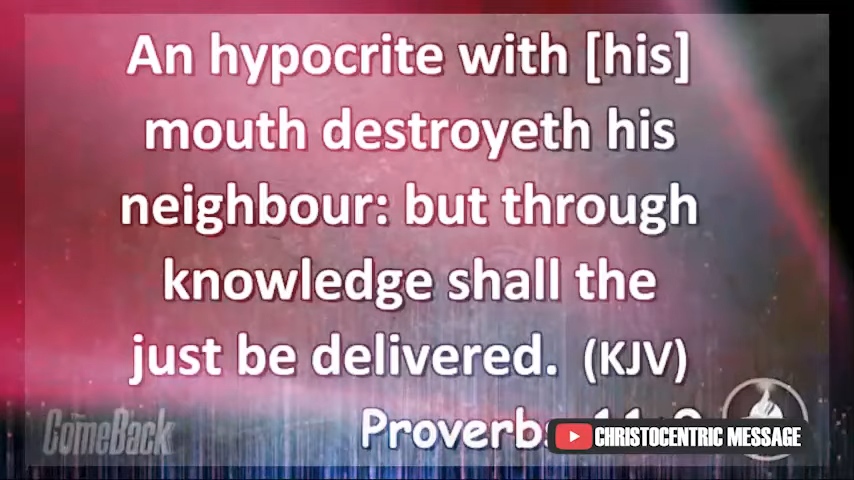 An hypocrite with [his]
mouth destroyeth his
neighbour: but through
knowledge shall the
just be delivered. (KJV)
ComeBack
CHRISTOCENTRIC MESSAGE